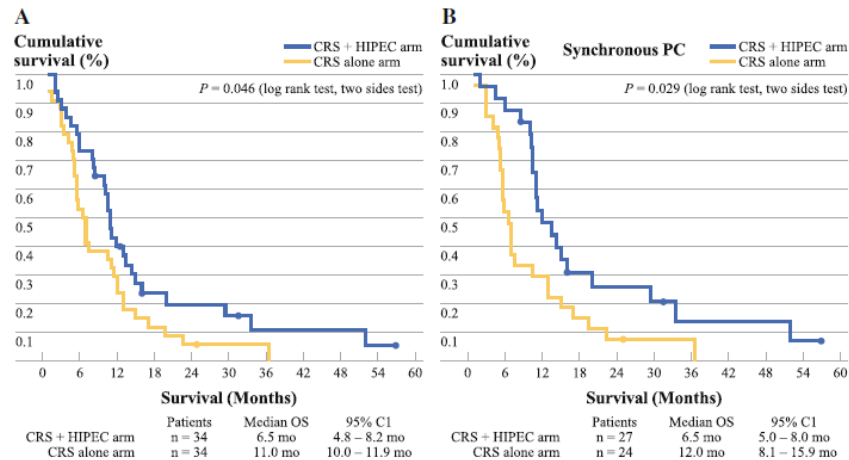 A
Cumulative survival (%)
CRS + HIPEC arm
CRS alone arm
P = 0.046 (log rank test, two sides test)
1.0
0.9
0.8
0.7
0.6
0.5
0.4
0.3
0.2
0.1
0 6 12 18 24 30 36 42 48 54 60
Survival (Months)
Patients Median OS 95% C1
CRS + HIPEC arm n = 34 6.5 mo 4.8 – 8.2 mo
CRS alone arm n = 34 11.0 mo 10.0 – 11.9 mo
B
Cumulative survival (%)
Synchronous PC
CRS + HIPEC arm
CRS alone arm
P = 0.029 (log rank test, two sides test)
1.0
0.9
0.8
0.7
0.6
0.5
0.4
0.3
0.2
0.1
0 6 12 18 24 30 36 42 48 54 60
Survival (Months)
Patients Median OS 95% C1
CRS + HIPEC arm n = 27 6.5 mo 5.0 – 8.0 mo
CRS alone arm n = 24 12.0 mo 8.1 – 15.9 mo